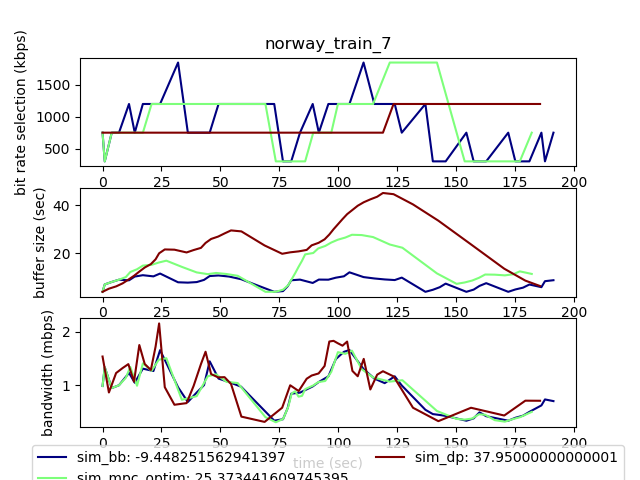 norway_train_7
bit rate selection (kbps)
1500
1000
500
0 25 50 75 100 125 150 175 200
buffer size (sec)
40
20
0 25 50 75 100 125 150 175 200
bandwidth (mbps)
2
1
0 25 50 75 100 125 150 175 200
time (sec)
sim_bb: -9.448251562941397
sim_dp: 37.95000000000001
sim_mpc_optim: 25.373441609745395